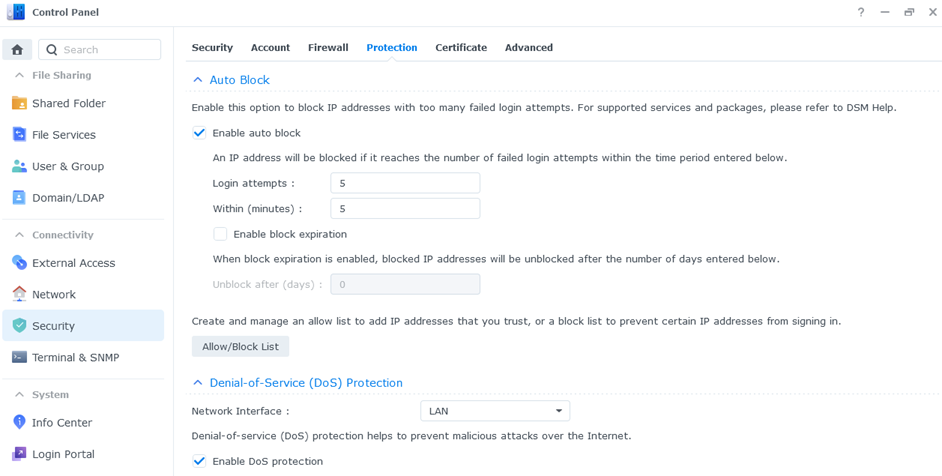 Control Panel
?
Search
File Sharing
Shared Folder
File Services
User & Group
Domain/LDAP
Connectivity
External Access
Network
Security
Terminal & SNMP
System
Info Center
Login Portal
Security Account Firewall Protection Certificate Advanced
Auto Block
Enable this option to block IP addresses with too many failed login attempts. For supported services and packages, please refer to DSM Help.
Enable auto block
An IP address will be blocked if it reaches the number of failed login attempts within the time period entered below.
Login attempts : 5
Within (minutes) : 5
Enable block expiration
When block expiration is enabled, blocked IP addresses will be unblocked after the number of days entered below.
Unblock after (days) : 0
Create and manage an allow list to add IP addresses that you trust, or a block list to prevent certain IP addresses from signing in.
Allow/Block List
Denial-of-Service (DoS) Protection
Network Interface : LAN
Denial-of-service (DoS) protection helps to prevent malicious attacks over the Internet.
Enable DoS protection